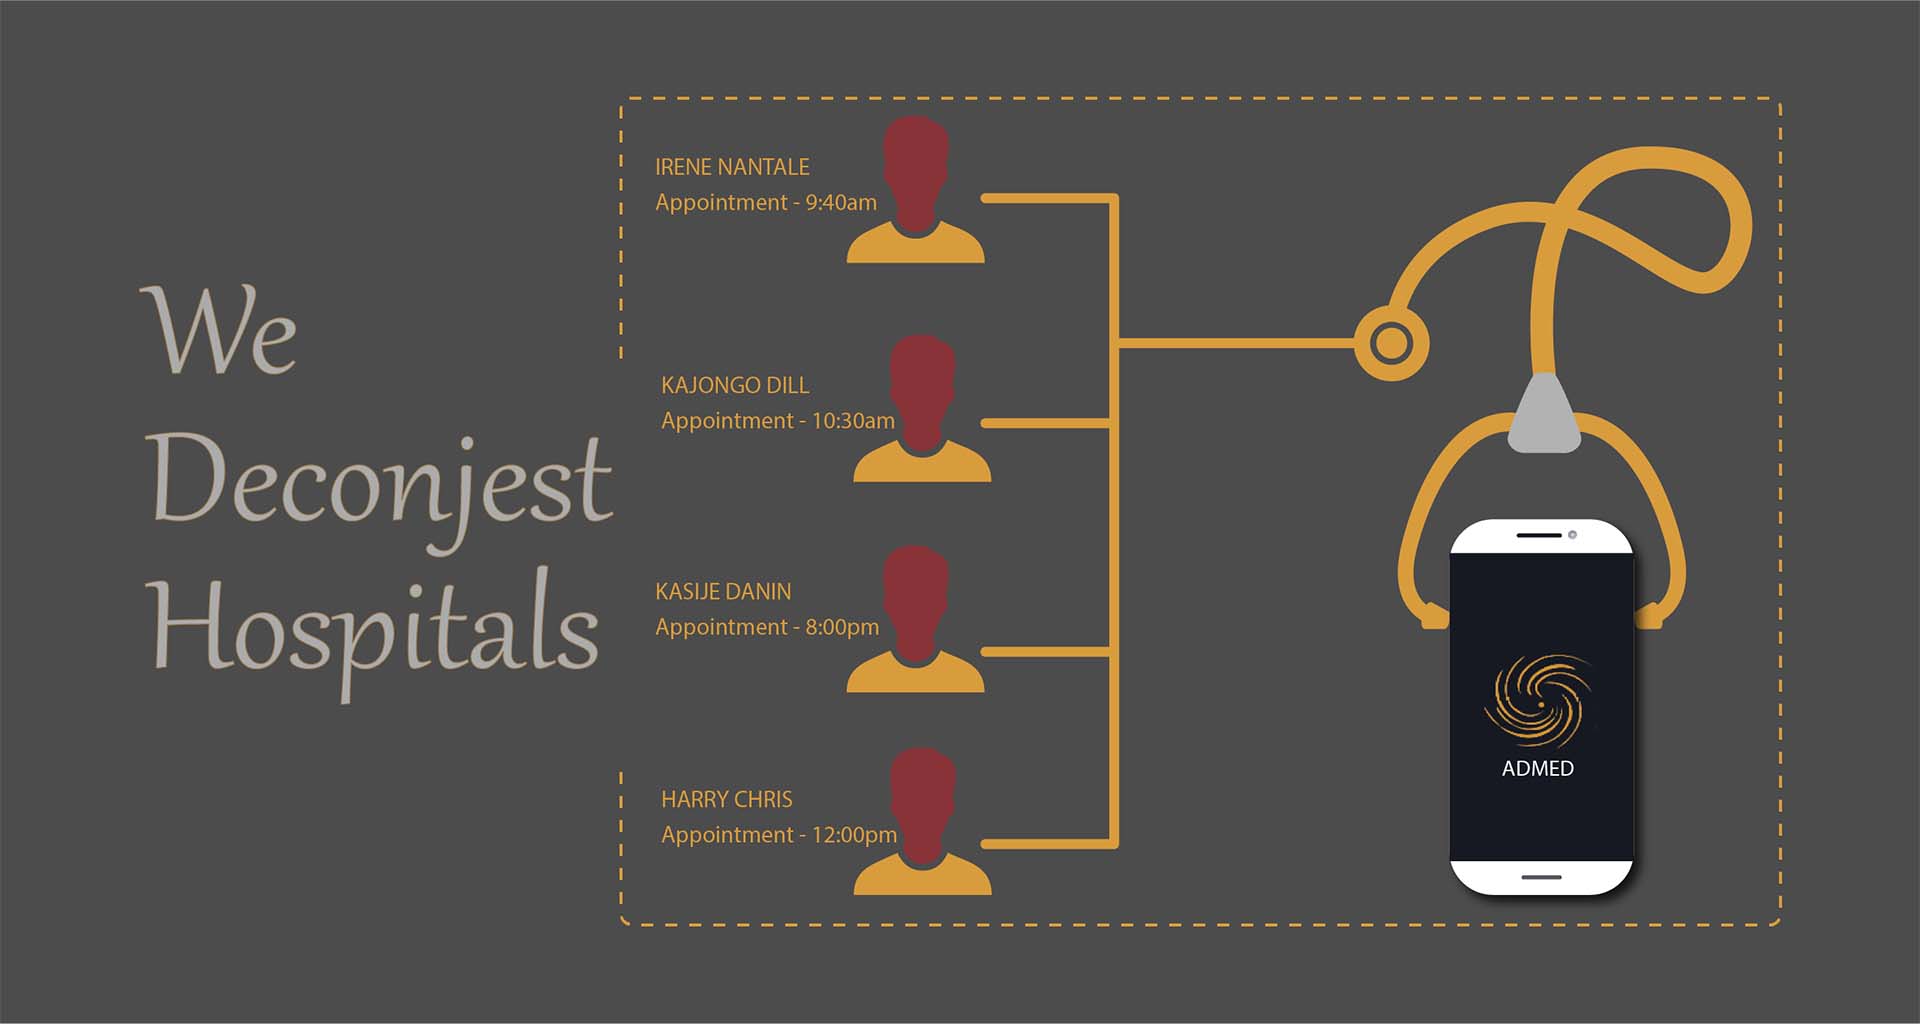 We
Deconjest
Hospitals
IRENE NANTALE
Appointment - 9:40am
KAJONGO DILL
Appointment - 10:30am
KASIJE DANIN
Appointment - 8:00pm
HARRY CHRIS
Appointment - 12:00pm
ADMED